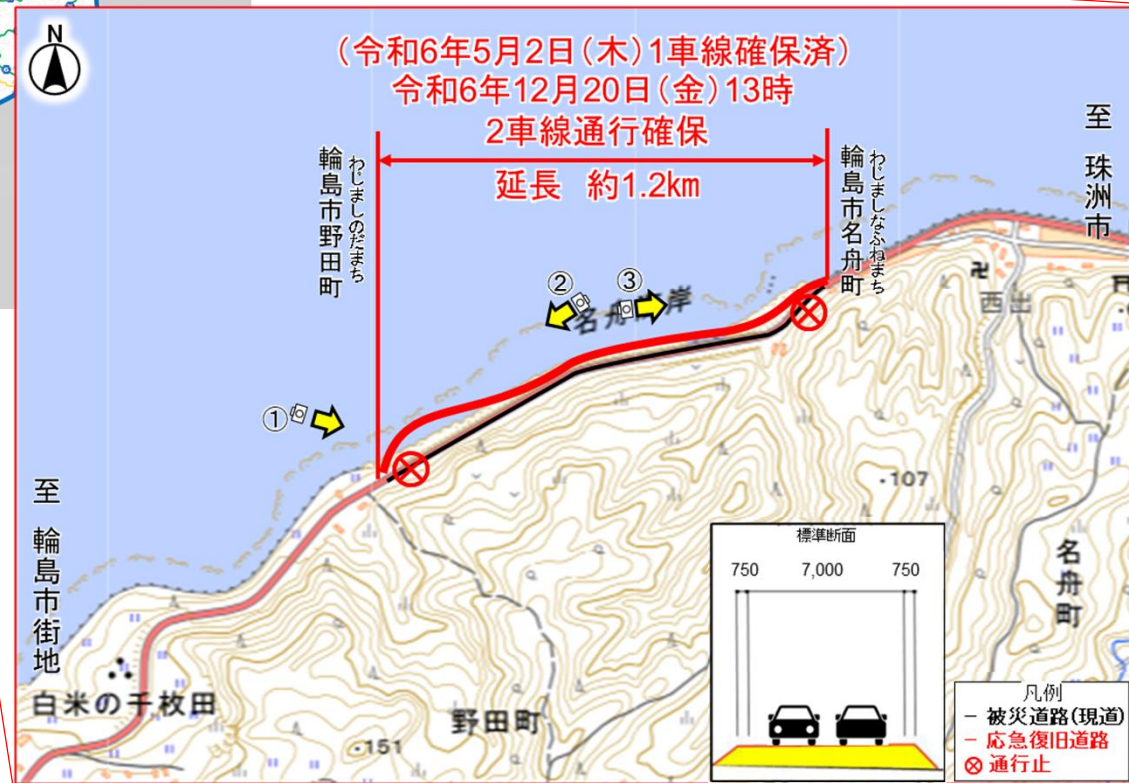 N
(令和6年5月2日(木)1車線確保済)
令和6年12月20日(金)13時
2車線通行確保
延長 約1.2km
輪島市野田町
わじましのだまち
輪島市名舟町
わじましなふねまち
至 珠洲市
②
③
①
西出
・107
至 輪島市街地
白米の千枚田
野田町
・151
名舟町
標準断面
750 7,000 750
凡例
- 被災道路(現道)
- 応急復旧道路
通行止